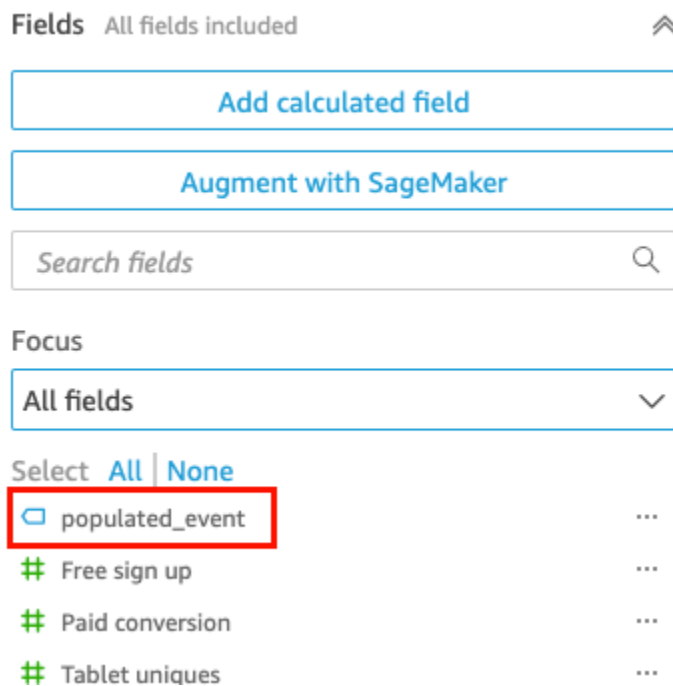 Fields All fields included
Add calculated field
Augment with SageMaker
Search fields
Focus
All fields
Select All | None
populated_event ...
Free sign up ...
Paid conversion ...
Tablet uniques ...